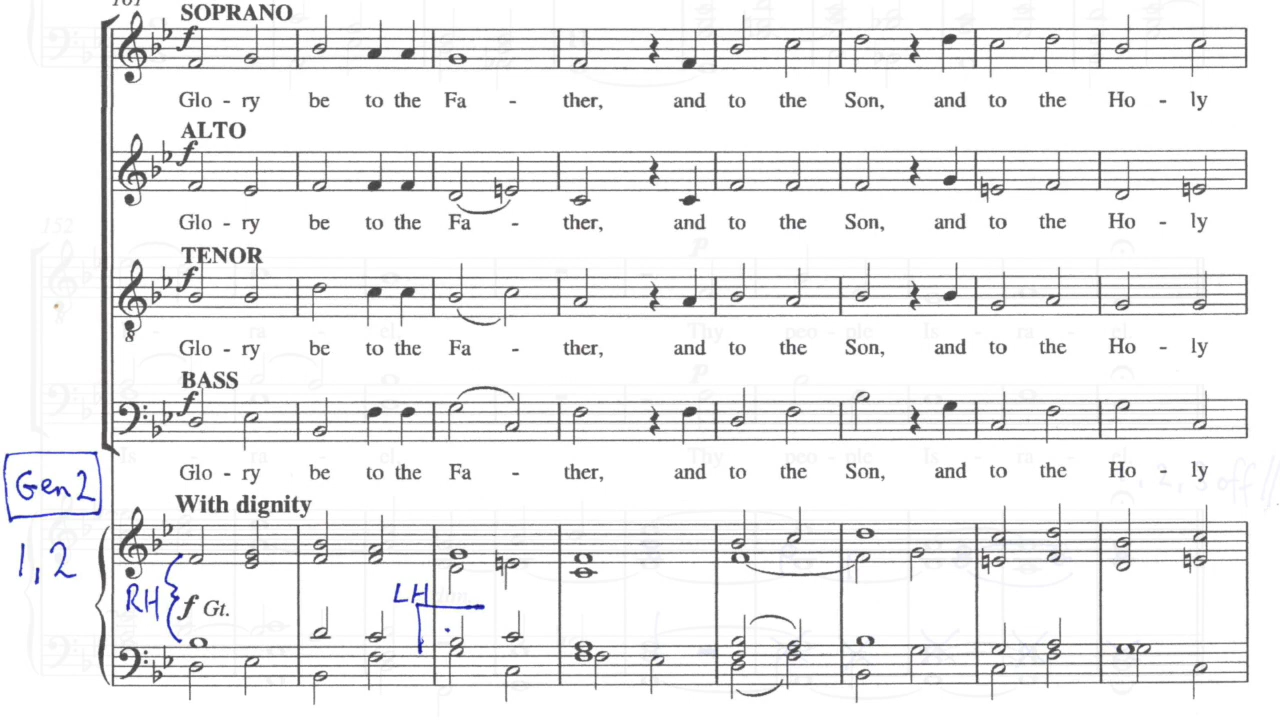 161
SOPRANO
f
Glo - ry be to the Fa - ther, and to the Son, and to the Ho - ly
ALTO
f
Glo - ry be to the Fa - ther, and to the Son, and to the Ho - ly
152
TENOR
f
8
Glo - ry be to the Fa - ther, and to the Son, and to the Ho - ly
BASS
f
Glo - ry be to the Fa - ther, and to the Son, and to the Ho - ly
Gen 2
With dignity
1, 2
RH
f Gt.
LH